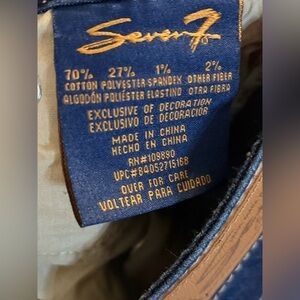 Seven7
70% 27% 1% 2%
COTTON POLYESTER SPANDEX OTHER FIBER
ALGODÓN POLIÉSTER ELASTINO OTRA FIBRA
EXCLUSIVE OF DECORATION
EXCLUSIVO DE DECORACIÓN
MADE IN CHINA
HECHO EN CHINA
RN#109880
UPC#840527151688
OVER FOR CARE
VOLTEAR PARA CUIDADO